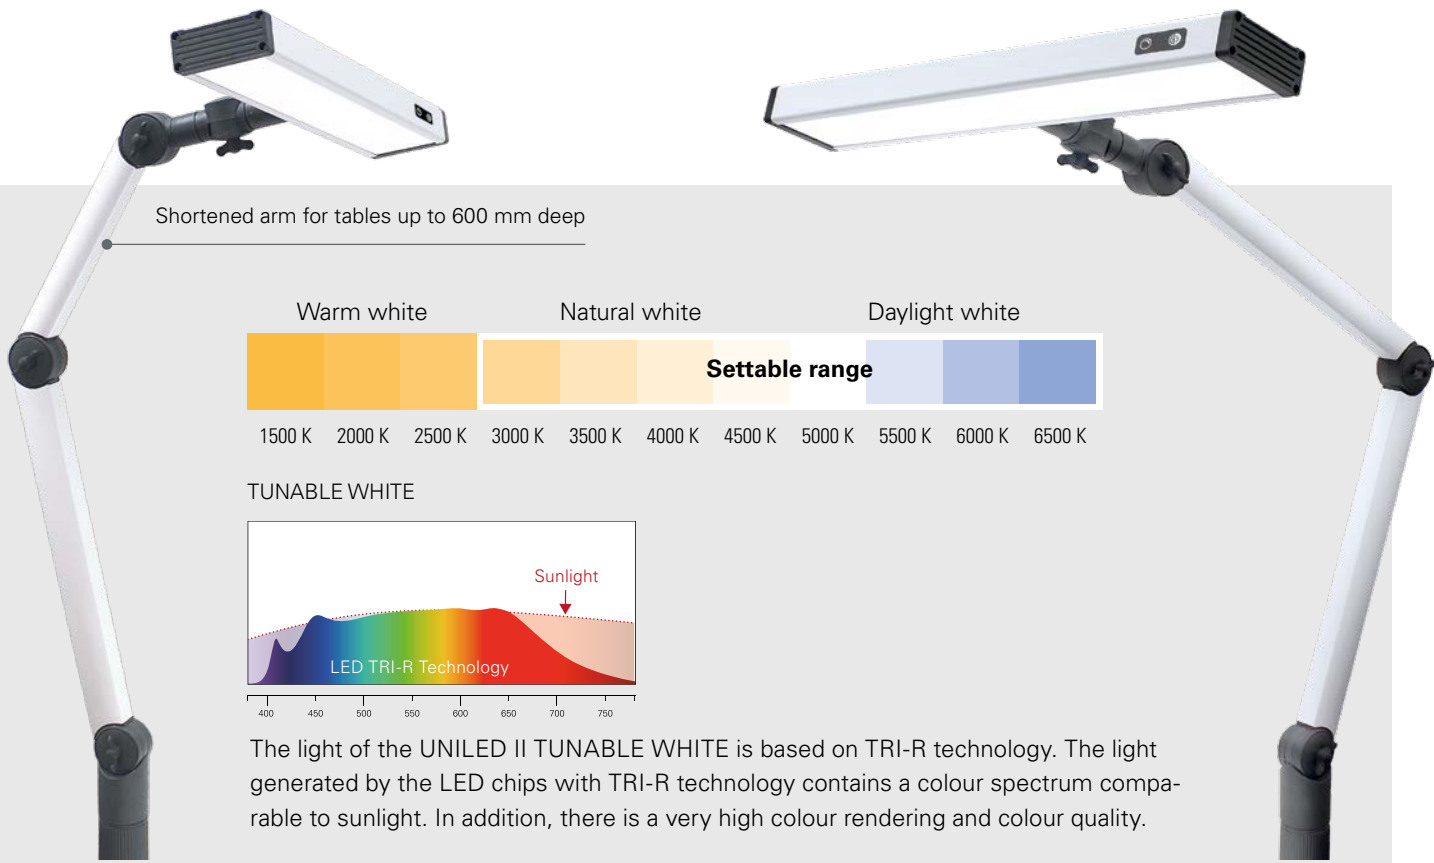 Shortened arm for tables up to 600 mm deep
Warm white Natural white Daylight white
Settable range
1500 K 2000 K 2500 K 3000 K 3500 K 4000 K 4500 K 5000 K 5500 K 6000 K 6500 K
TUNABLE WHITE
Sunlight
LED TRI-R Technology
400 450 500 550 600 650 700 750
The light of the UNILED II TUNABLE WHITE is based on TRI-R technology. The light
generated by the LED chips with TRI-R technology contains a colour spectrum compa-
rable to sunlight. In addition, there is a very high colour rendering and colour quality.